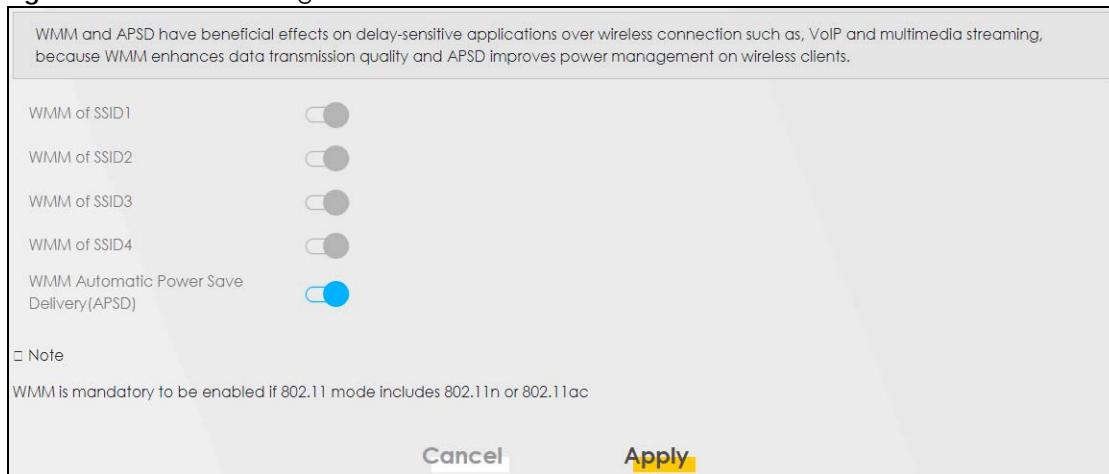 WMM and APSD have beneficial effects on delay-sensitive applications over wireless connection such as, VoIP and multimedia streaming,
because WMM enhances data transmission quality and APSD improves power management on wireless clients.
WMM of SSID1
WMM of SSID2
WMM of SSID3
WMM of SSID4
WMM Automatic Power Save
Delivery(APSD)
□ Note
WMM is mandatory to be enabled if 802.11 mode includes 802.11n or 802.11ac
Cancel Apply